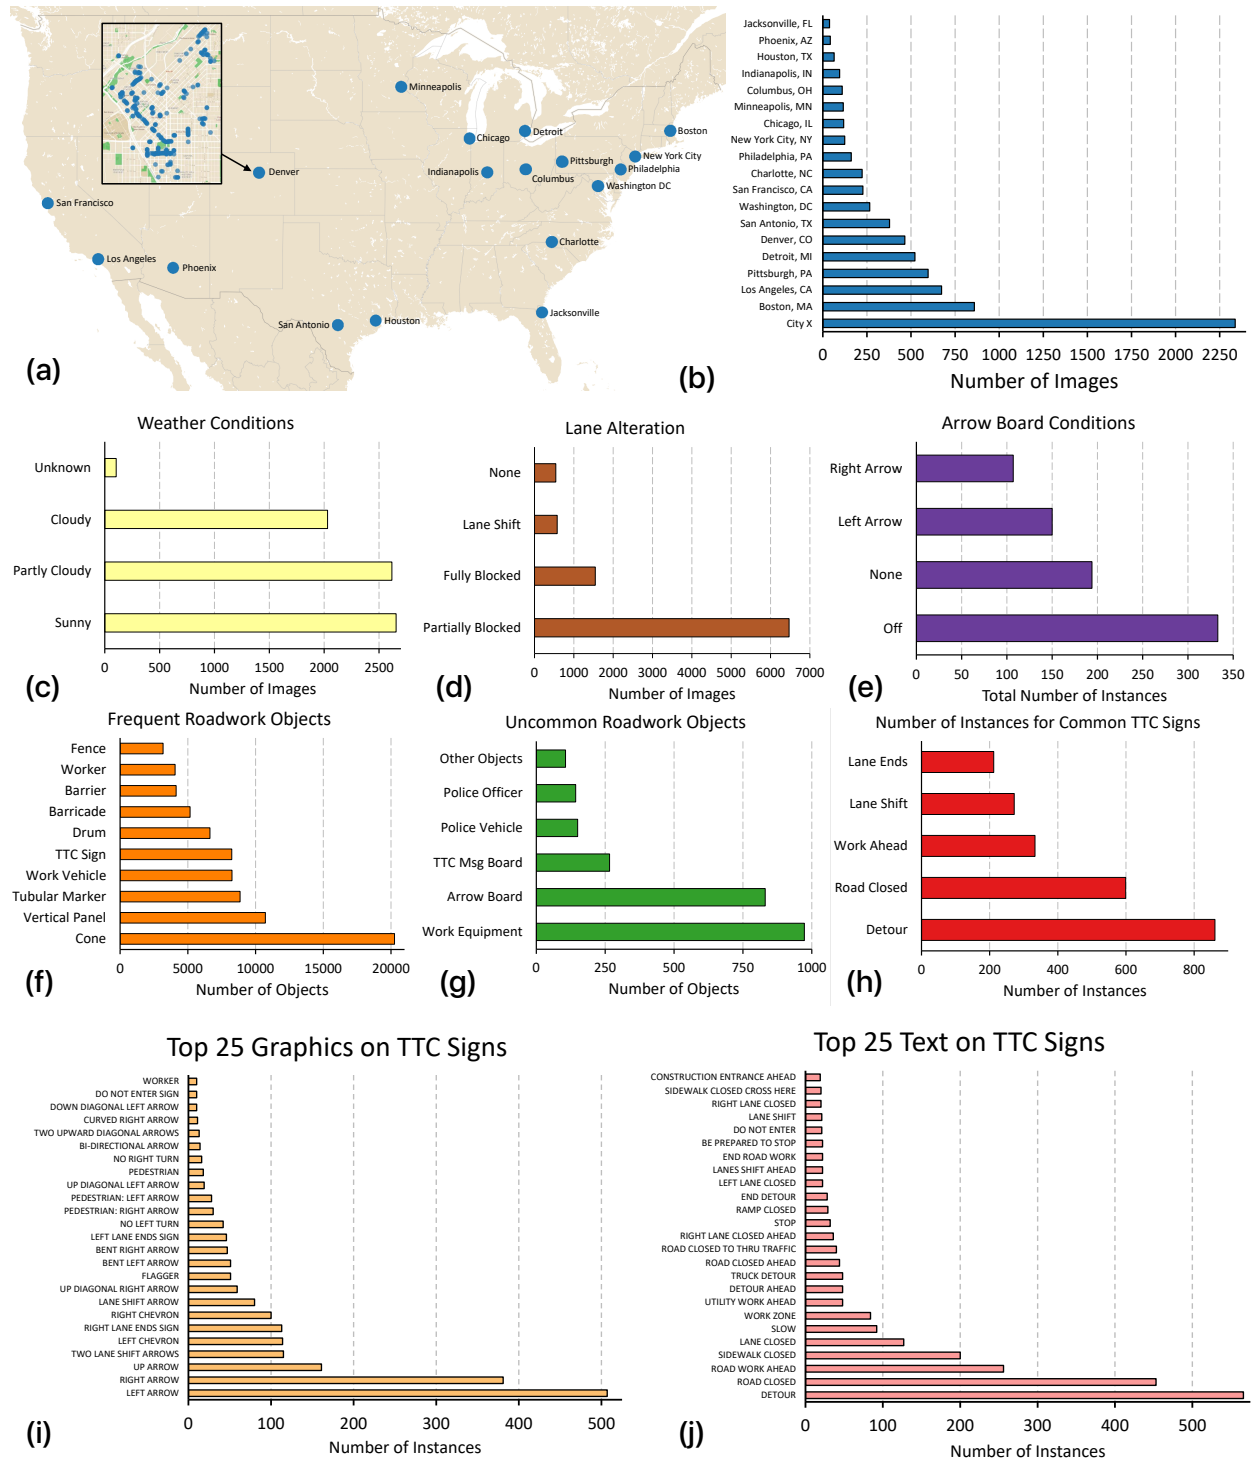 Minneapolis
Chicago
Detroit
Boston
Pittsburgh
New York City
Indianapolis
Columbus
Philadelphia
Washington DC
Denver
San Francisco
Charlotte
Los Angeles
Phoenix
San Antonio
Houston
Jacksonville
(a)
Jacksonville, FL
Phoenix, AZ
Houston, TX
Indianapolis, IN
Columbus, OH
Minneapolis, MN
Chicago, IL
New York City, NY
Philadelphia, PA
Charlotte, NC
San Francisco, CA
Washington, DC
San Antonio, TX
Denver, CO
Detroit, MI
Pittsburgh, PA
Los Angeles, CA
Boston, MA
City X
0 250 500 750 1000 1250 1500 1750 2000 2250
Number of Images
(b)
Weather Conditions
Unknown
Cloudy
Partly Cloudy
Sunny
0 500 1000 1500 2000 2500
Number of Images
(c)
Lane Alteration
None
Lane Shift
Fully Blocked
Partially Blocked
0 1000 2000 3000 4000 5000 6000 7000
Number of Images
(d)
Arrow Board Conditions
Right Arrow
Left Arrow
None
Off
0 50 100 150 200 250 300 350
Total Number of Instances
(e)
Frequent Roadwork Objects
Fence
Worker
Barrier
Barricade
Drum
TTC Sign
Work Vehicle
Tubular Marker
Vertical Panel
Cone
0 5000 10000 15000 20000
Number of Objects
(f)
Uncommon Roadwork Objects
Other Objects
Police Officer
Police Vehicle
TTC Msg Board
Arrow Board
Work Equipment
0 250 500 750 1000
Number of Objects
(g)
Number of Instances for Common TTC Signs
Lane Ends
Lane Shift
Work Ahead
Road Closed
Detour
0 200 400 600 800
Number of Instances
(h)
Top 25 Graphics on TTC Signs
WORKER
DO NOT ENTER SIGN
DOWN DIAGONAL LEFT ARROW
CURVED RIGHT ARROW
TWO UPWARD DIAGONAL ARROWS
BI-DIRECTIONAL ARROW
NO RIGHT TURN
PEDESTRIAN
UP DIAGONAL LEFT ARROW
PEDESTRIAN: LEFT ARROW
PEDESTRIAN: RIGHT ARROW
NO LEFT TURN
LEFT LANE ENDS SIGN
BENT RIGHT ARROW
BENT LEFT ARROW
FLAGGER
UP DIAGONAL RIGHT ARROW
LANE SHIFT ARROW
RIGHT CHEVRON
RIGHT LANE ENDS SIGN
LEFT CHEVRON
TWO LANE SHIFT ARROWS
UP ARROW
RIGHT ARROW
LEFT ARROW
0 100 200 300 400 500
Number of Instances
(i)
Top 25 Text on TTC Signs
CONSTRUCTION ENTRANCE AHEAD
SIDEWALK CLOSED CROSS HERE
RIGHT LANE CLOSED
LANE SHIFT
DO NOT ENTER
BE PREPARED TO STOP
END ROAD WORK
LANES SHIFT AHEAD
LEFT LANE CLOSED
END DETOUR
RAMP CLOSED
STOP
RIGHT LANE CLOSED AHEAD
ROAD CLOSED TO THRU TRAFFIC
ROAD CLOSED AHEAD
TRUCK DETOUR
DETOUR AHEAD
UTILITY WORK AHEAD
WORK ZONE
SLOW
LANE CLOSED
SIDEWALK CLOSED
ROAD WORK AHEAD
ROAD CLOSED
DETOUR
0 100 200 300 400 500
Number of Instances
(j)